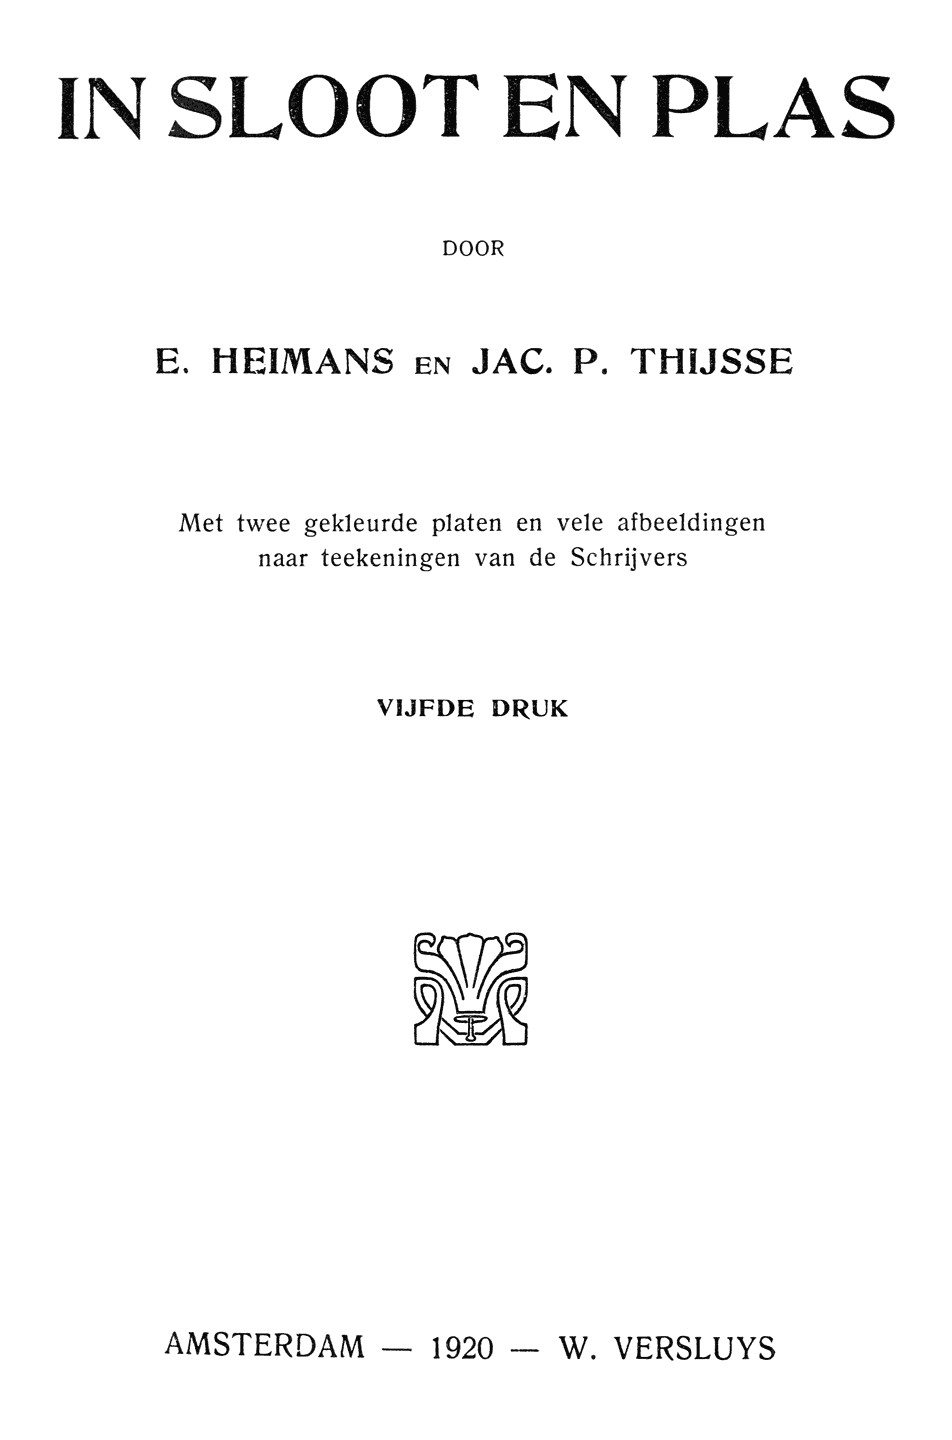 IN SLOOT EN PLAS
DOOR
E. HEIMANS EN JAC. P. THIJSSE
Met twee gekleurde platen en vele afbeeldingen
naar teekeningen van de Schrijvers
VIJFDE DRUK
AMSTERDAM — 1920 — W. VERSLUYS